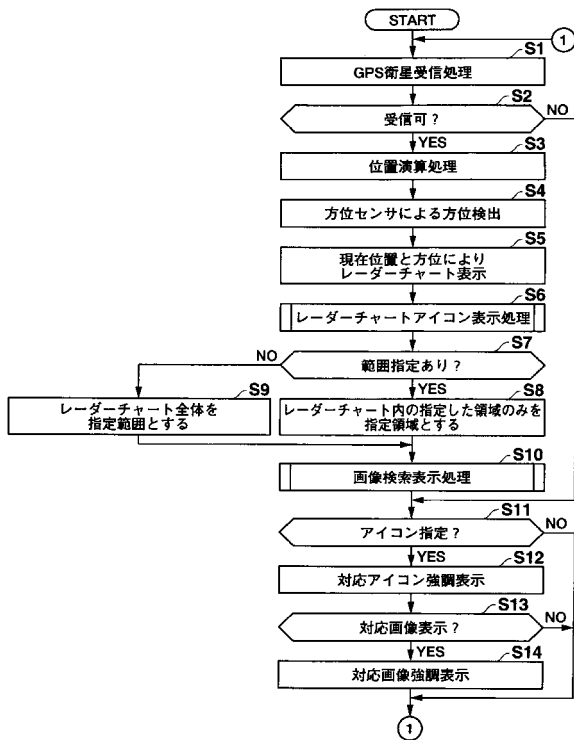 START
1
S1
GPS衛星受信処理
S2
受信可？
NO
YES
S3
位置演算処理
S4
方位センサによる方位検出
S5
現在位置と方位により
レーダーチャート表示
S6
レーダーチャートアイコン表示処理
S7
範囲指定あり？
NO
YES
S9
レーダーチャート全体を
指定範囲とする
S8
レーダーチャート内の指定した領域のみを
指定領域とする
S10
画像検索表示処理
S11
アイコン指定？
NO
YES
S12
対応アイコン強調表示
S13
対応画像表示？
NO
YES
S14
対応画像強調表示
1